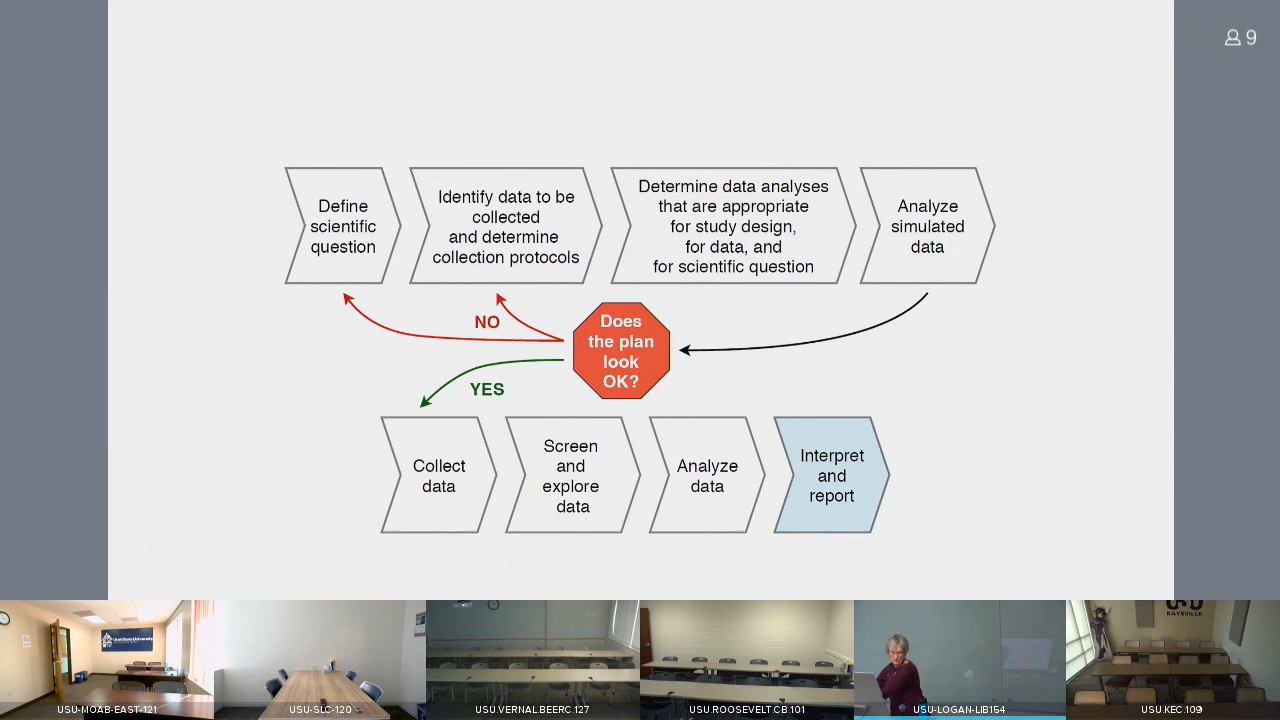 9
Define
scientific
question
Identify data to be
collected
and determine
collection protocols
Determine data analyses
that are appropriate
for study design,
for data, and
for scientific question
Analyze
simulated
data
NO
Does
the plan
look
OK?
YES
Collect
data
Screen
and
explore
data
Analyze
data
Interpret
and
report
UtahStateUniversity
USU
KAYSVILLE
USU-MOAB-EAST-121
USU-SLC-120
USU.VERNAL.BEERC.127
USU.ROOSEVELT.CB.101
USU-LOGAN-LIB154
USU.KEC.109